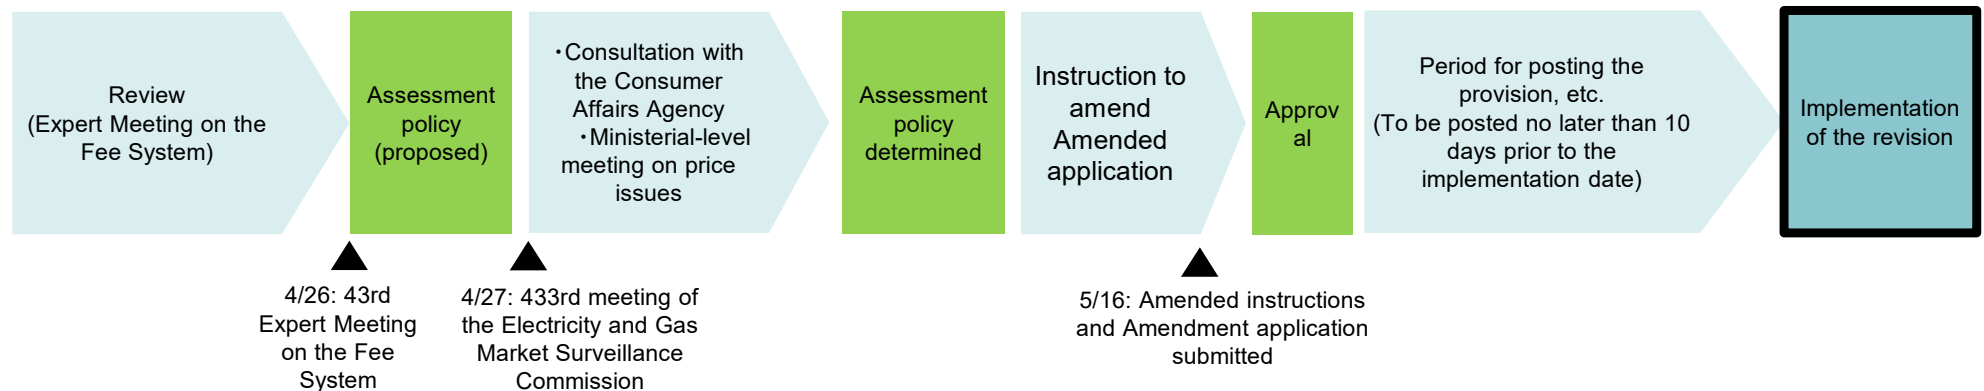 Review
(Expert Meeting on the
Fee System)
Assessment
policy
(proposed)
・Consultation with
the Consumer
Affairs Agency
・Ministerial-level
meeting on price
issues
Assessment
policy
determined
Instruction to
amend
Amended
application
Approv
al
Period for posting the
provision, etc.
(To be posted no later than 10
days prior to the
implementation date)
Implementation
of the revision
4/26: 43rd
Expert Meeting
on the Fee
System
4/27: 433rd meeting of
the Electricity and Gas
Market Surveillance
Commission
5/16: Amended instructions
and Amendment application
submitted